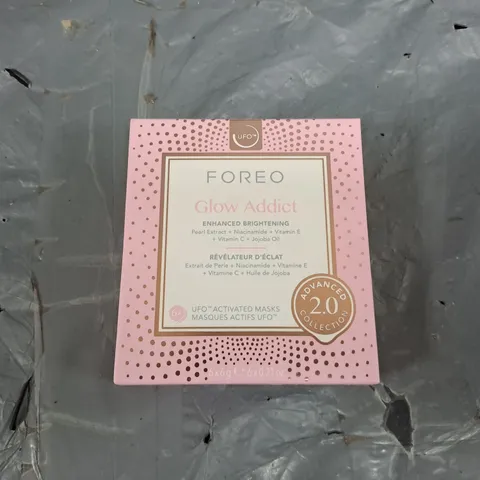 UFO™
FOREO
Glow Addict
ENHANCED BRIGHTENING
Pearl Extract + Niacinamide + Vitamin E
+ Vitamin C + Jojoba Oil
RÉVÉLATEUR D'ÉCLAT
Extrait de Perle + Niacinamide + Vitamine E
+ Vitamine C + Huile de Jojoba
UFO™ ACTIVATED MASKS
MASQUES ACTIFS UFO™
ADVANCED
2.0
COLLECTION